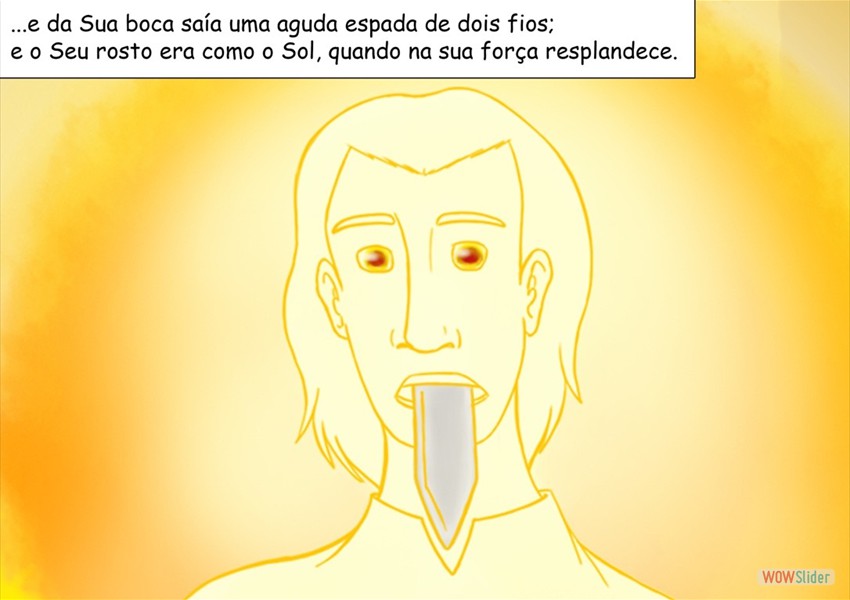 ...e da Sua boca saía uma aguda espada de dois fios;
e o Seu rosto era como o Sol, quando na sua força resplandece.
WOWSlider